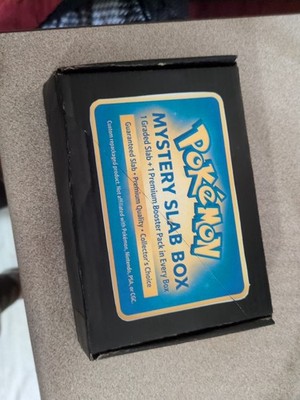 POKéMON
MYSTERY SLAB BOX
1 Graded Slab + 1 Premium Booster Pack in Every Box
Guaranteed Slab • Premium Quality • Collector's Choice
Custom repackaged product. Not affiliated with Pokémon, Nintendo, PSA, or CGC.